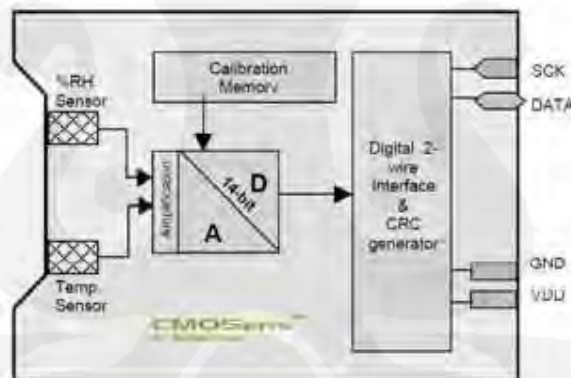 %RH
Sensor
Calibration
Memory
SCK
DATA
Digital 2-
wire
Interface
&
CRC
generator
Amplification
14-bit
D
A
Temp.
Sensor
GND
VDD
CMOSens™